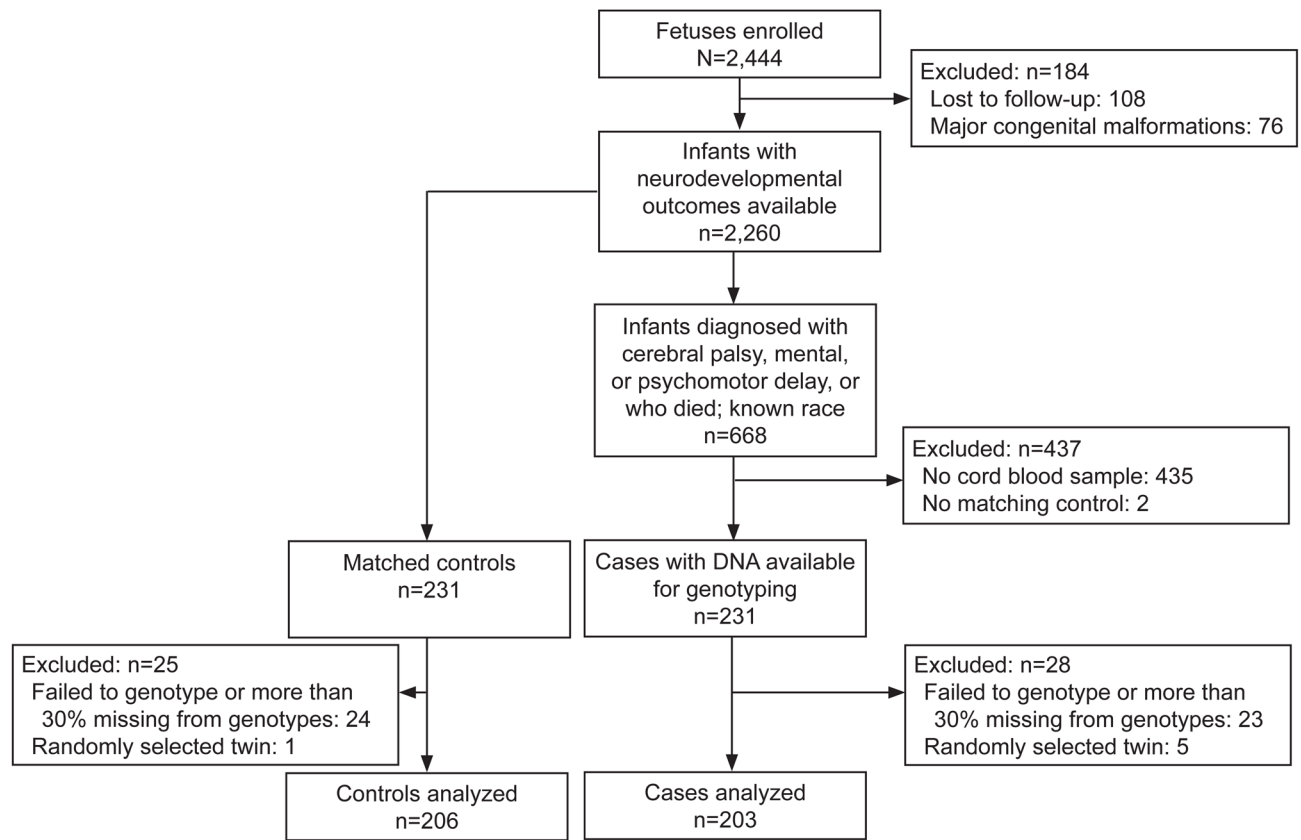 Fetuses enrolled
N=2,444
Excluded: n=184
Lost to follow-up: 108
Major congenital malformations: 76
Infants with
neurodevelopmental
outcomes available
n=2,260
Infants diagnosed with
cerebral palsy, mental,
or psychomotor delay, or
who died; known race
n=668
Excluded: n=437
No cord blood sample: 435
No matching control: 2
Matched controls
n=231
Cases with DNA available
for genotyping
n=231
Excluded: n=25
Failed to genotype or more than
30% missing from genotypes: 24
Randomly selected twin: 1
Excluded: n=28
Failed to genotype or more than
30% missing from genotypes: 23
Randomly selected twin: 5
Controls analyzed
n=206
Cases analyzed
n=203